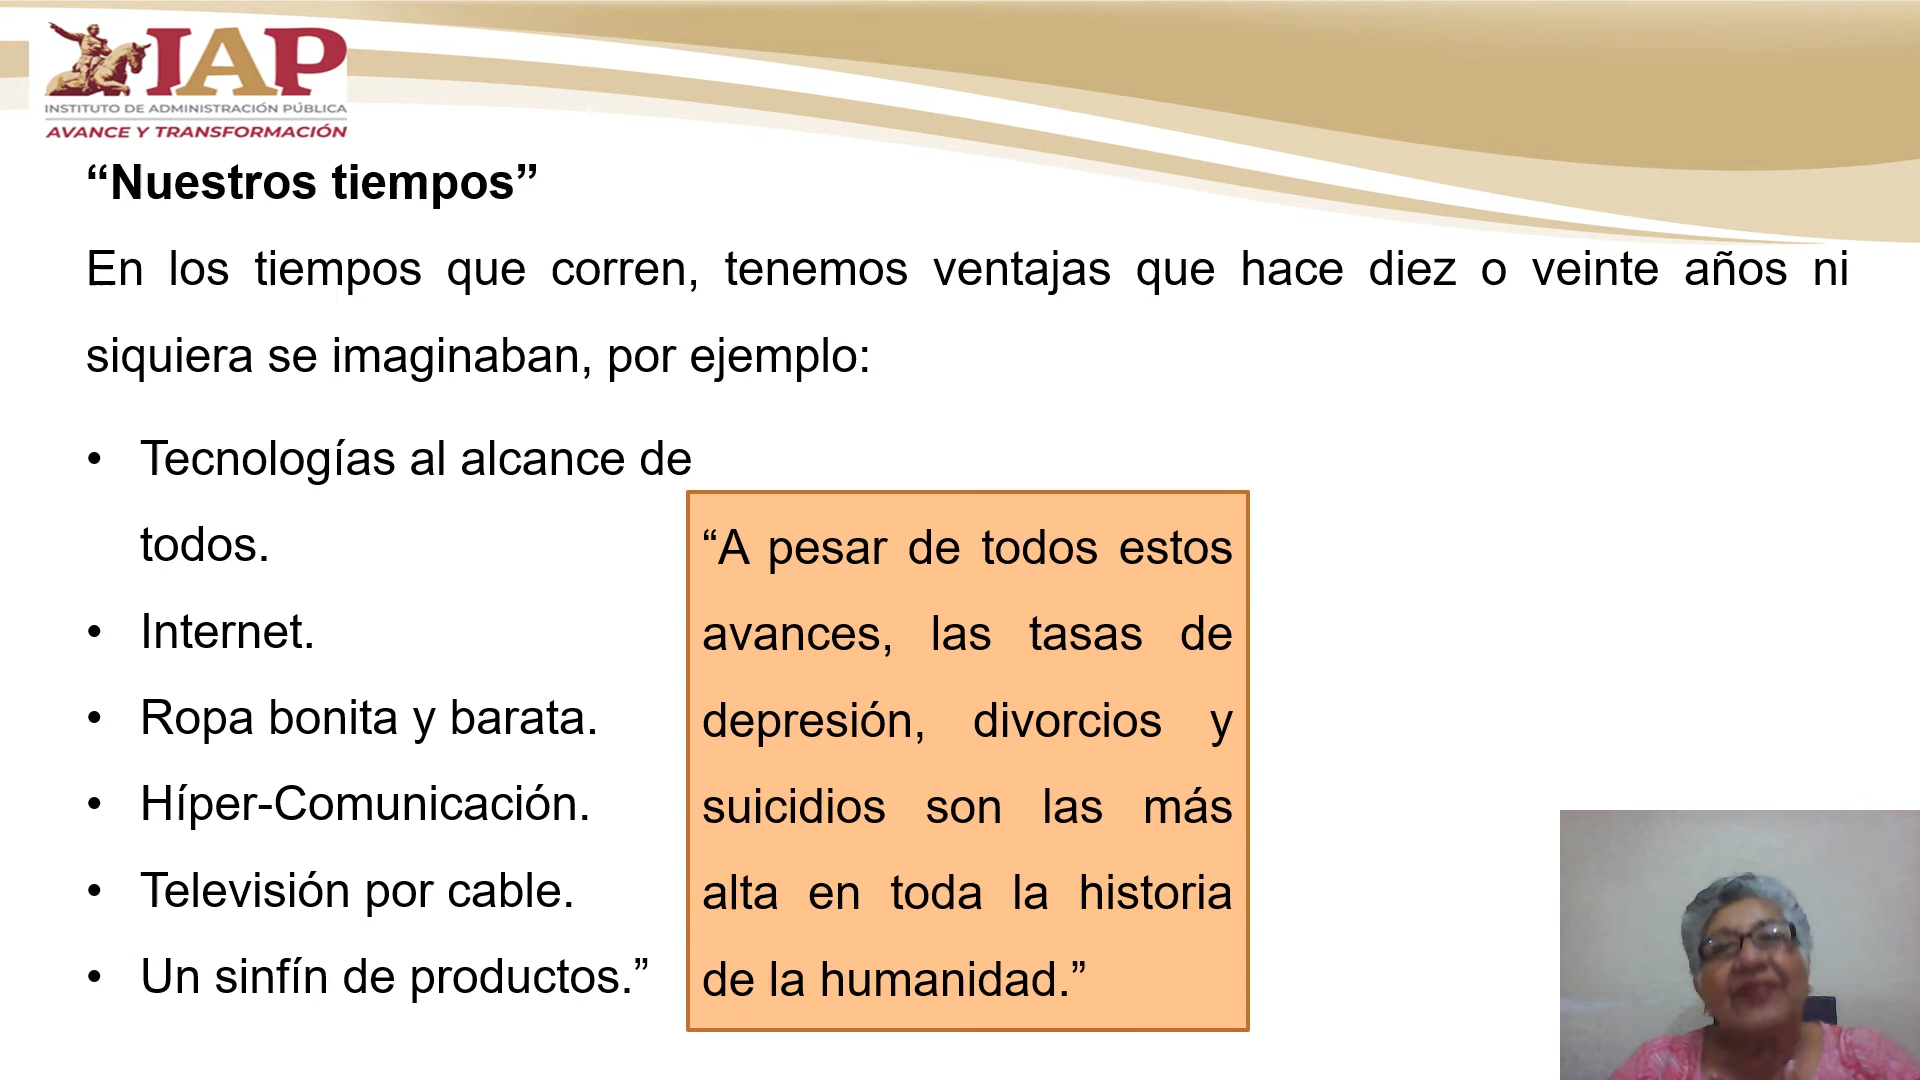 IAP
INSTITUTO DE ADMINISTRACIÓN PÚBLICA
AVANCE Y TRANSFORMACIÓN
“Nuestros tiempos”
En los tiempos que corren, tenemos ventajas que hace diez o veinte años ni
siquiera se imaginaban, por ejemplo:
• Tecnologías al alcance de
todos.
• Internet.
• Ropa bonita y barata.
• Híper-Comunicación.
• Televisión por cable.
• Un sinfín de productos.”
“A pesar de todos estos
avances, las tasas de
depresión, divorcios y
suicidios son las más
alta en toda la historia
de la humanidad.”